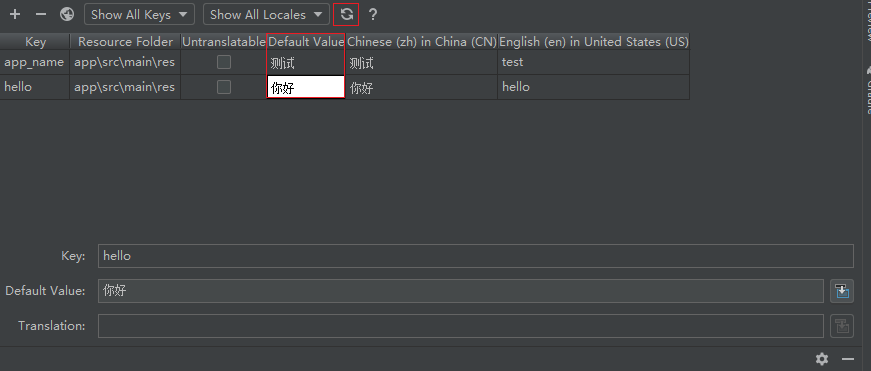 Show All Keys Show All Locales ?
Key Resource Folder Untranslatable Default Value Chinese (zh) in China (CN) English (en) in United States (US)
app_name app\src\main\res 测试 测试 test
hello app\src\main\res 你好 你好 hello
Key: hello
Default Value: 你好
Translation: